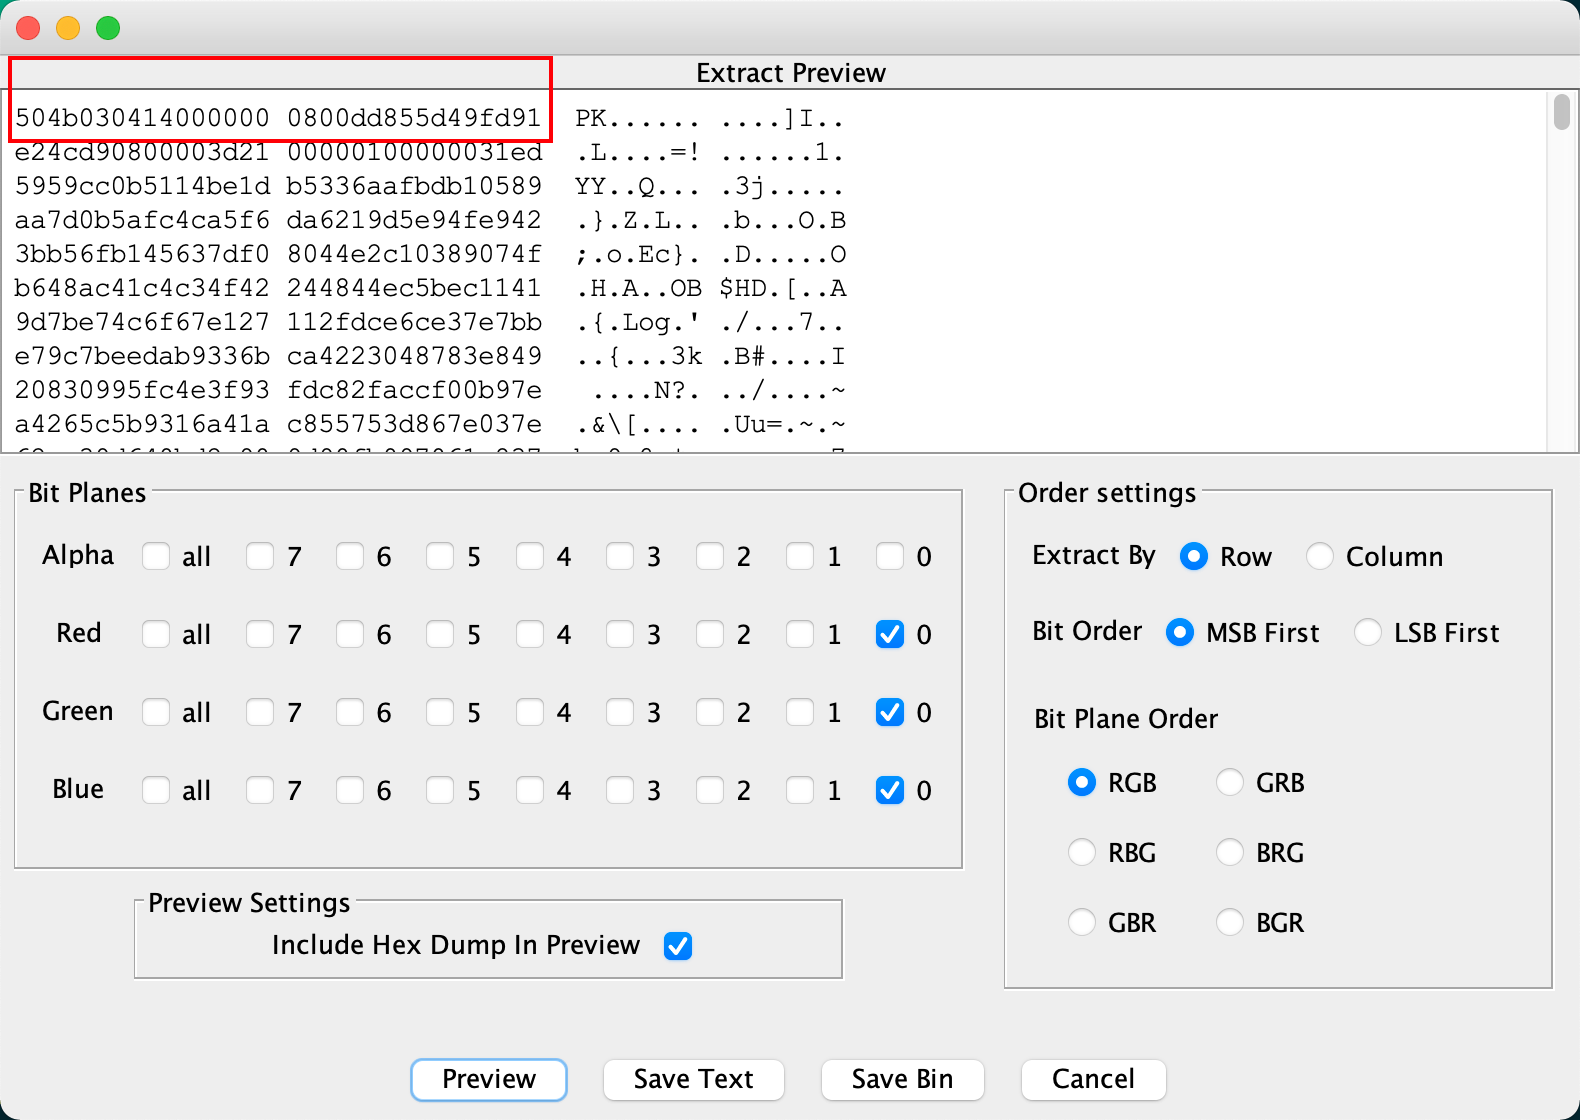 Extract Preview
504b030414000000 0800dd855d49fd91 PK...... ....]I..
e24cd90800003d21 00000100000031ed .L....=! ......1.
5959cc0b5114be1d b5336aafbdb10589 YY..Q... .3j.....
aa7d0b5afc4ca5f6 da6219d5e94fe942 .}.Z.L.. .b...O.B
3bb56fb145637df0 8044e2c10389074f ;.o.Ec}. .D.....O
b648ac41c4c34f42 244844ec5bec1141 .H.A..OB $HD.[..A
9d7be74c6f67e127 112fdce6ce37e7bb .{.Log.' ./...7..
e79c7beedab9336b ca4223048783e849 ..{...3k .B#....I
20830995fc4e3f93 fdc82faccf00b97e ....N?. ../....~
a4265c5b9316a41a c855753d867e037e .&\[.... .Uu=.~.~
Bit Planes
Alpha all 7 6 5 4 3 2 1 0
Red all 7 6 5 4 3 2 1 0
Green all 7 6 5 4 3 2 1 0
Blue all 7 6 5 4 3 2 1 0
Preview Settings
Include Hex Dump In Preview
Order settings
Extract By Row Column
Bit Order MSB First LSB First
Bit Plane Order
RGB GRB
RBG BRG
GBR BGR
Preview Save Text Save Bin Cancel